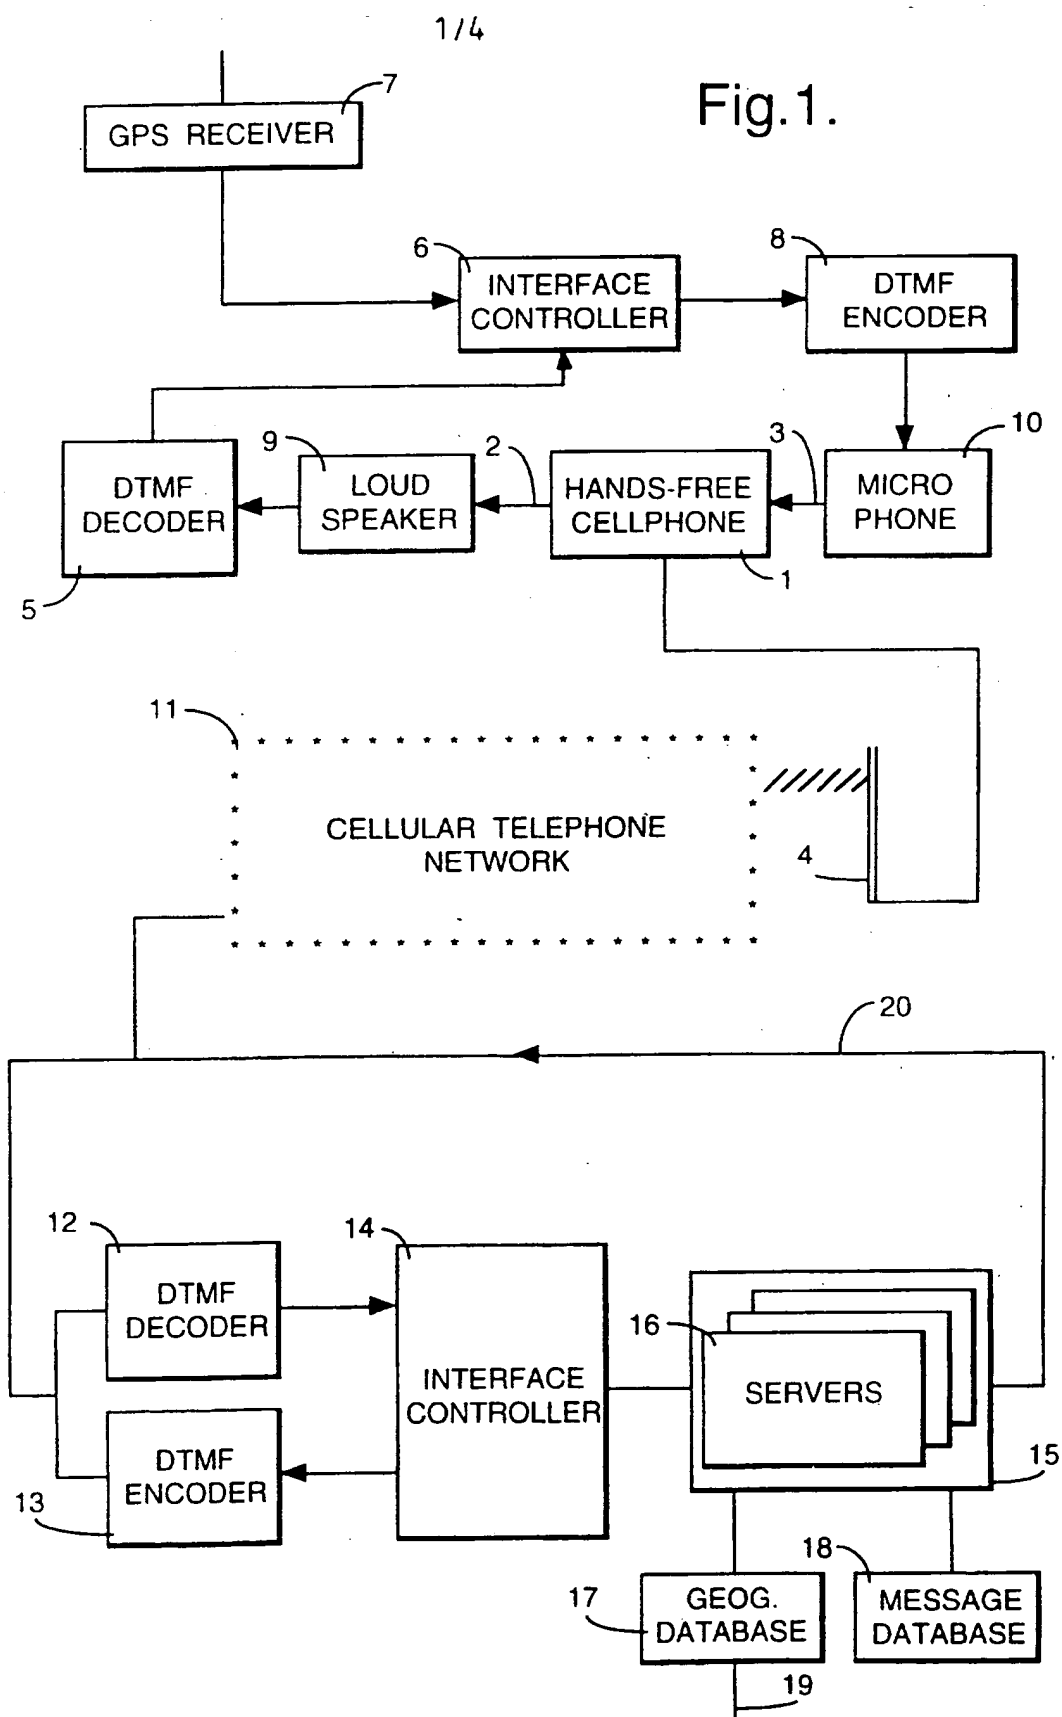 1/4
Fig.1.
7
GPS RECEIVER
6
INTERFACE
CONTROLLER
8
DTMF
ENCODER
5
DTMF
DECODER
9
LOUD
SPEAKER
2
HANDS-FREE
CELLPHONE
1
3
10
MICRO
PHONE
11
CELLULAR TELEPHONE
NETWORK
4
20
12
DTMF
DECODER
13
DTMF
ENCODER
14
INTERFACE
CONTROLLER
16
SERVERS
15
17
GEOG.
DATABASE
18
MESSAGE
DATABASE
19